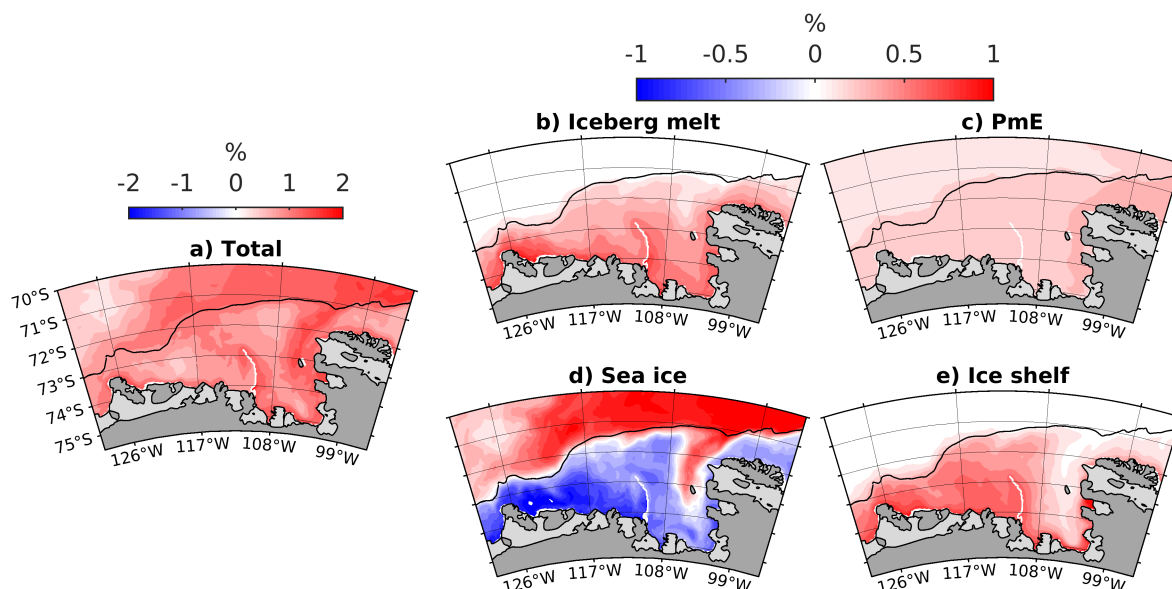 %
-1 -0.5 0 0.5 1
b) Iceberg melt
c) PmE
%
-2 -1 0 1 2
a) Total
70°S
71°S
72°S
73°S
74°S
75°S
126°W 117°W 108°W 99°W
126°W 117°W 108°W 99°W
126°W 117°W 108°W 99°W
d) Sea ice
e) Ice shelf
126°W 117°W 108°W 99°W
126°W 117°W 108°W 99°W